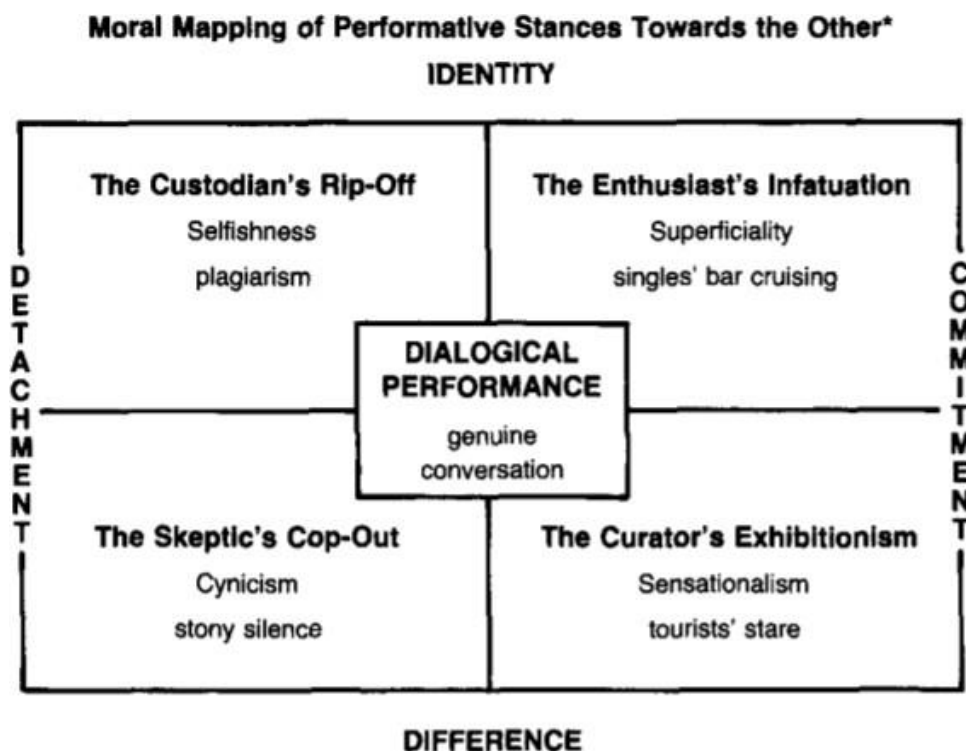 Moral Mapping of Performative Stances Towards the Other*
IDENTITY
The Custodian's Rip-Off
Selfishness
plagiarism
The Enthusiast's Infatuation
Superficiality
singles' bar cruising
DETACHMENT
DIALOGICAL
PERFORMANCE
genuine
conversation
COMMITMENT
The Skeptic's Cop-Out
Cynicism
stony silence
The Curator's Exhibitionism
Sensationalism
tourists' stare
DIFFERENCE